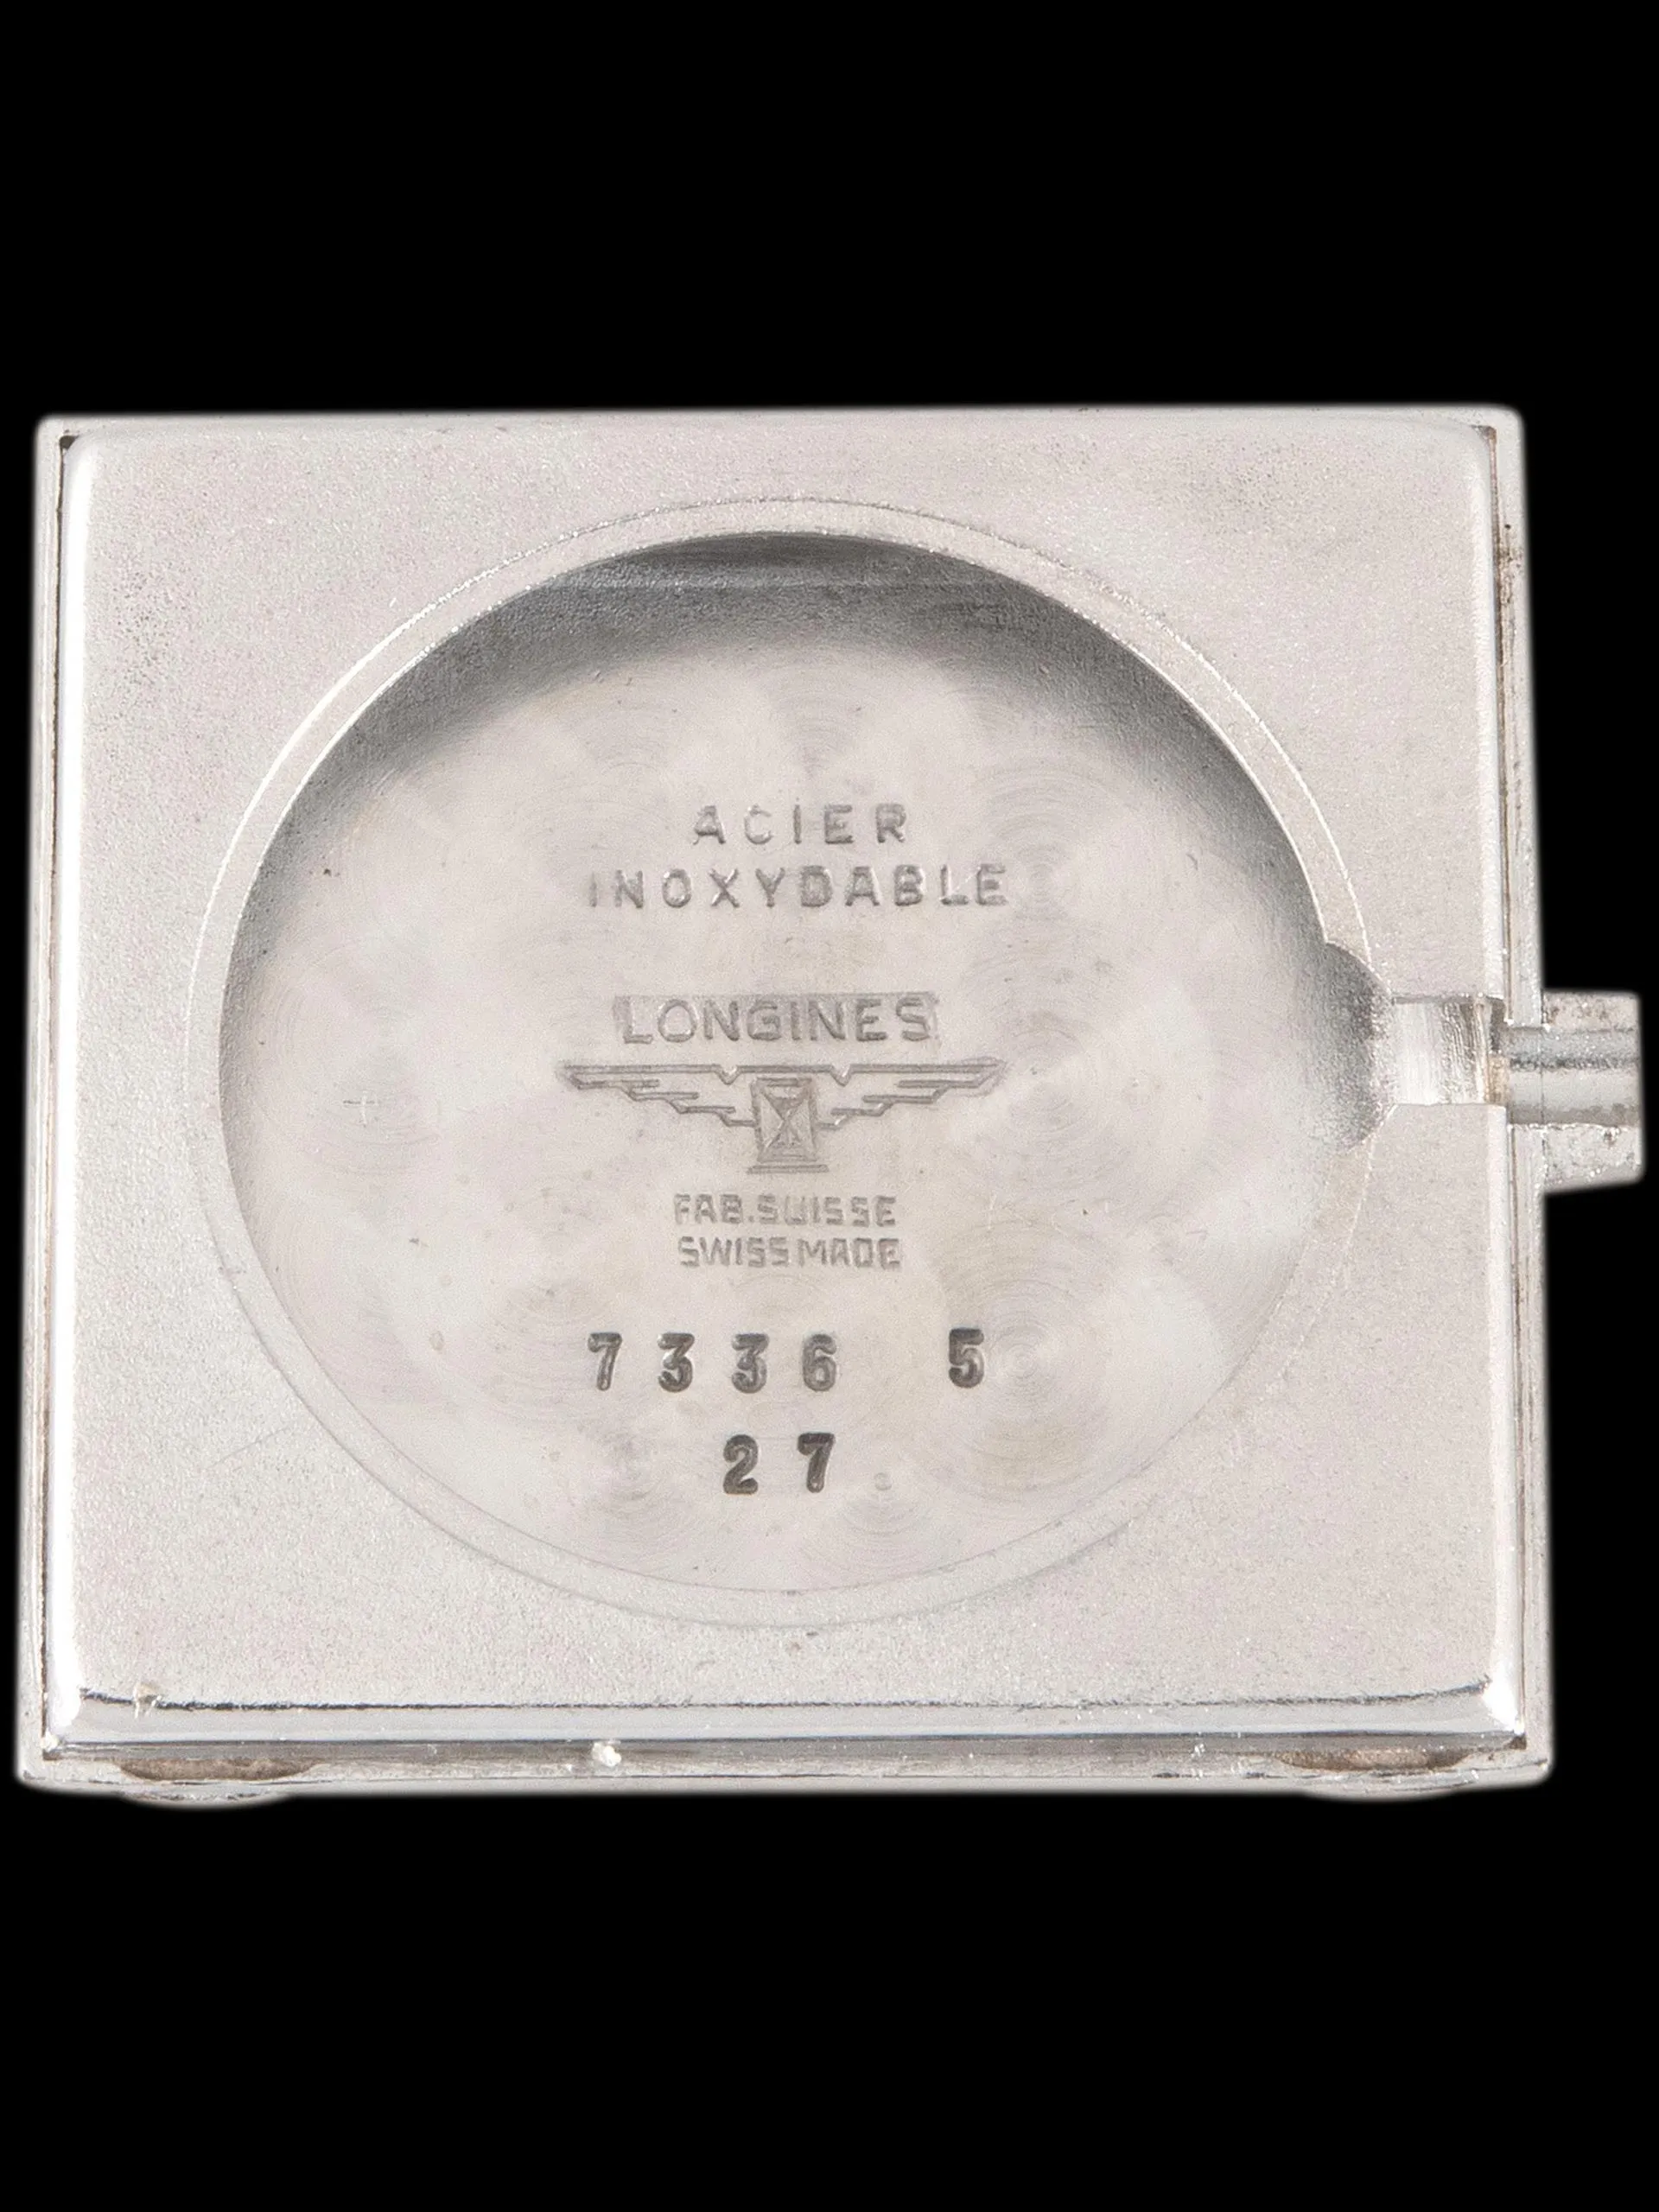 ACIER
INOXYDABLE
LONGINES
FAB.SUISSE
SWISS MADE
7336 5
27